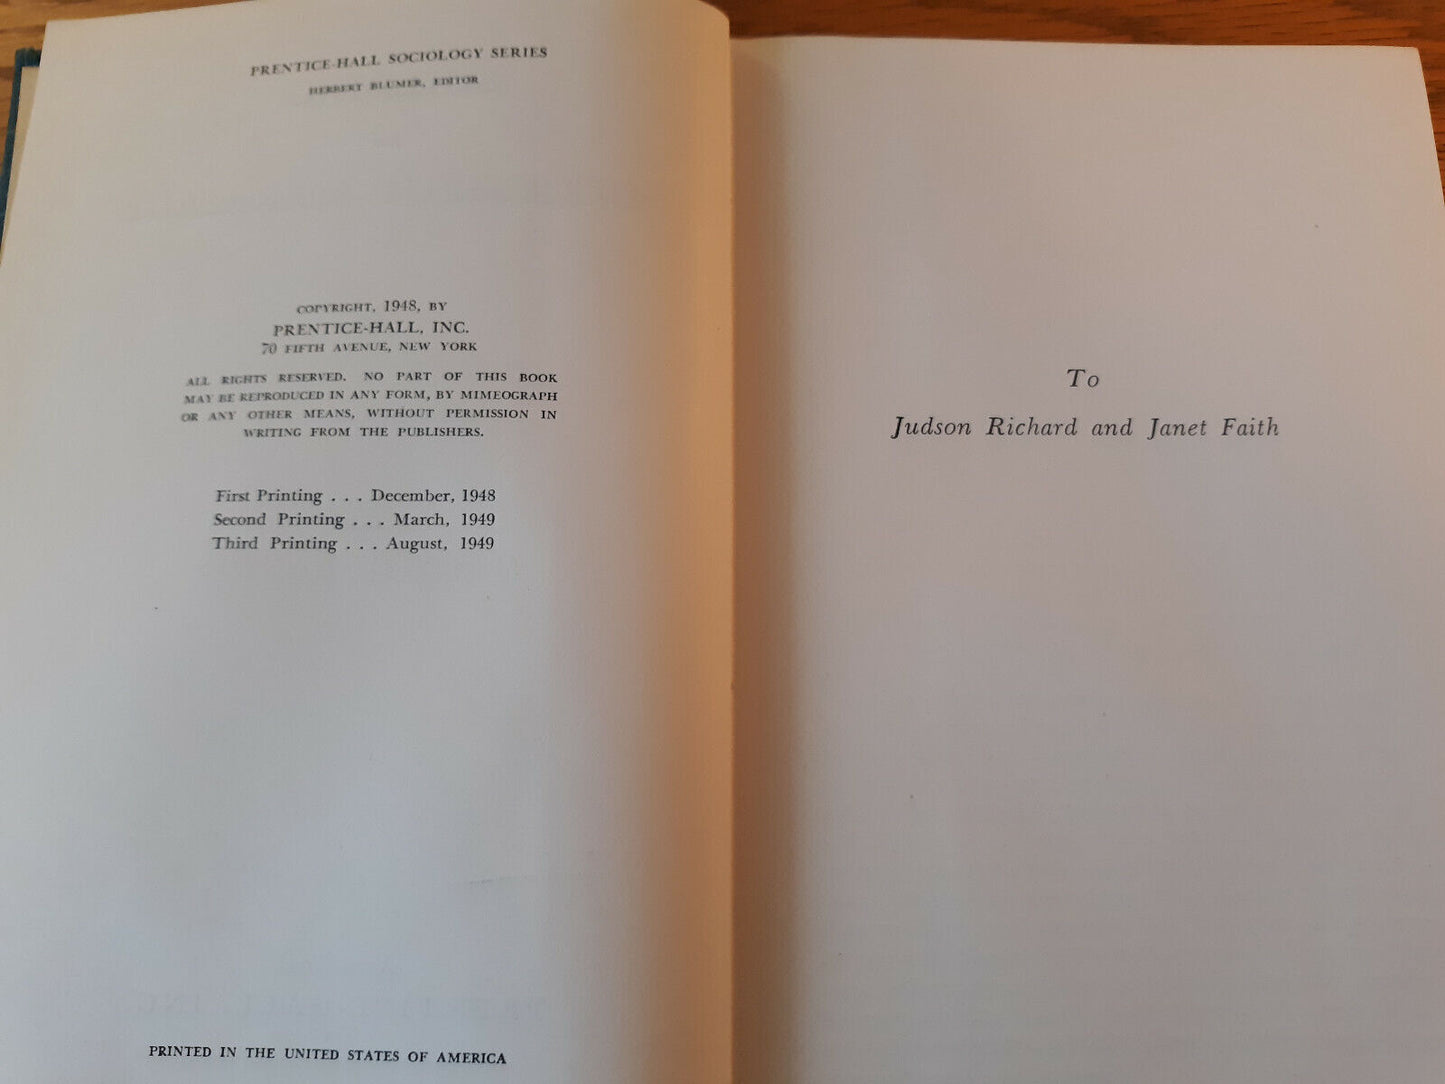 PRENTICE-HALL SOCIOLOGY SERIES
HERBERT BLUMER, EDITOR
COPYRIGHT, 1948, BY
PRENTICE-HALL, INC.
70 FIFTH AVENUE, NEW YORK
ALL RIGHTS RESERVED. NO PART OF THIS BOOK
MAY BE REPRODUCED IN ANY FORM, BY MIMEOGRAPH
OR ANY OTHER MEANS, WITHOUT PERMISSION IN
WRITING FROM THE PUBLISHERS.
First Printing . . . December, 1948
Second Printing . . . March, 1949
Third Printing . . . August, 1949
PRINTED IN THE UNITED STATES OF AMERICA
To
Judson Richard and Janet Faith